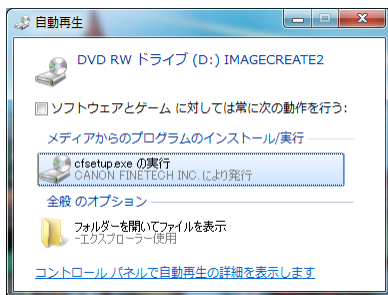 自動再生
DVD RW ドライブ (D:) IMAGECREATE2
ソフトウェアとゲーム に対しては常に次の動作を行う:
メディアからのプログラムのインストール/実行
cfsetup.exe の実行
CANON FINETECH INC. により発行
全般 のオプション
フォルダーを開いてファイルを表示
-エクスプローラー使用
コントロール パネルで自動再生の詳細を表示します